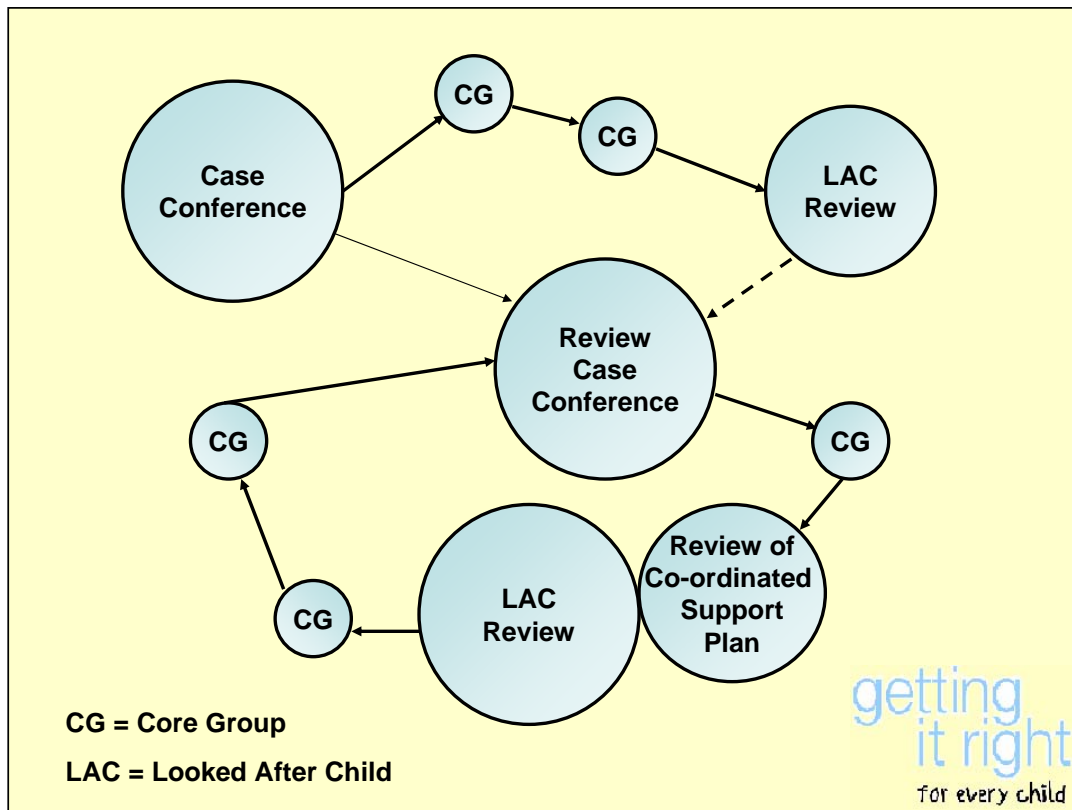 CG
CG
Case
Conference
LAC
Review
Review
Case
Conference
CG
CG
Review of
Co-ordinated
Support
Plan
LAC
Review
CG
CG = Core Group
LAC = Looked After Child
getting
it right
for every child